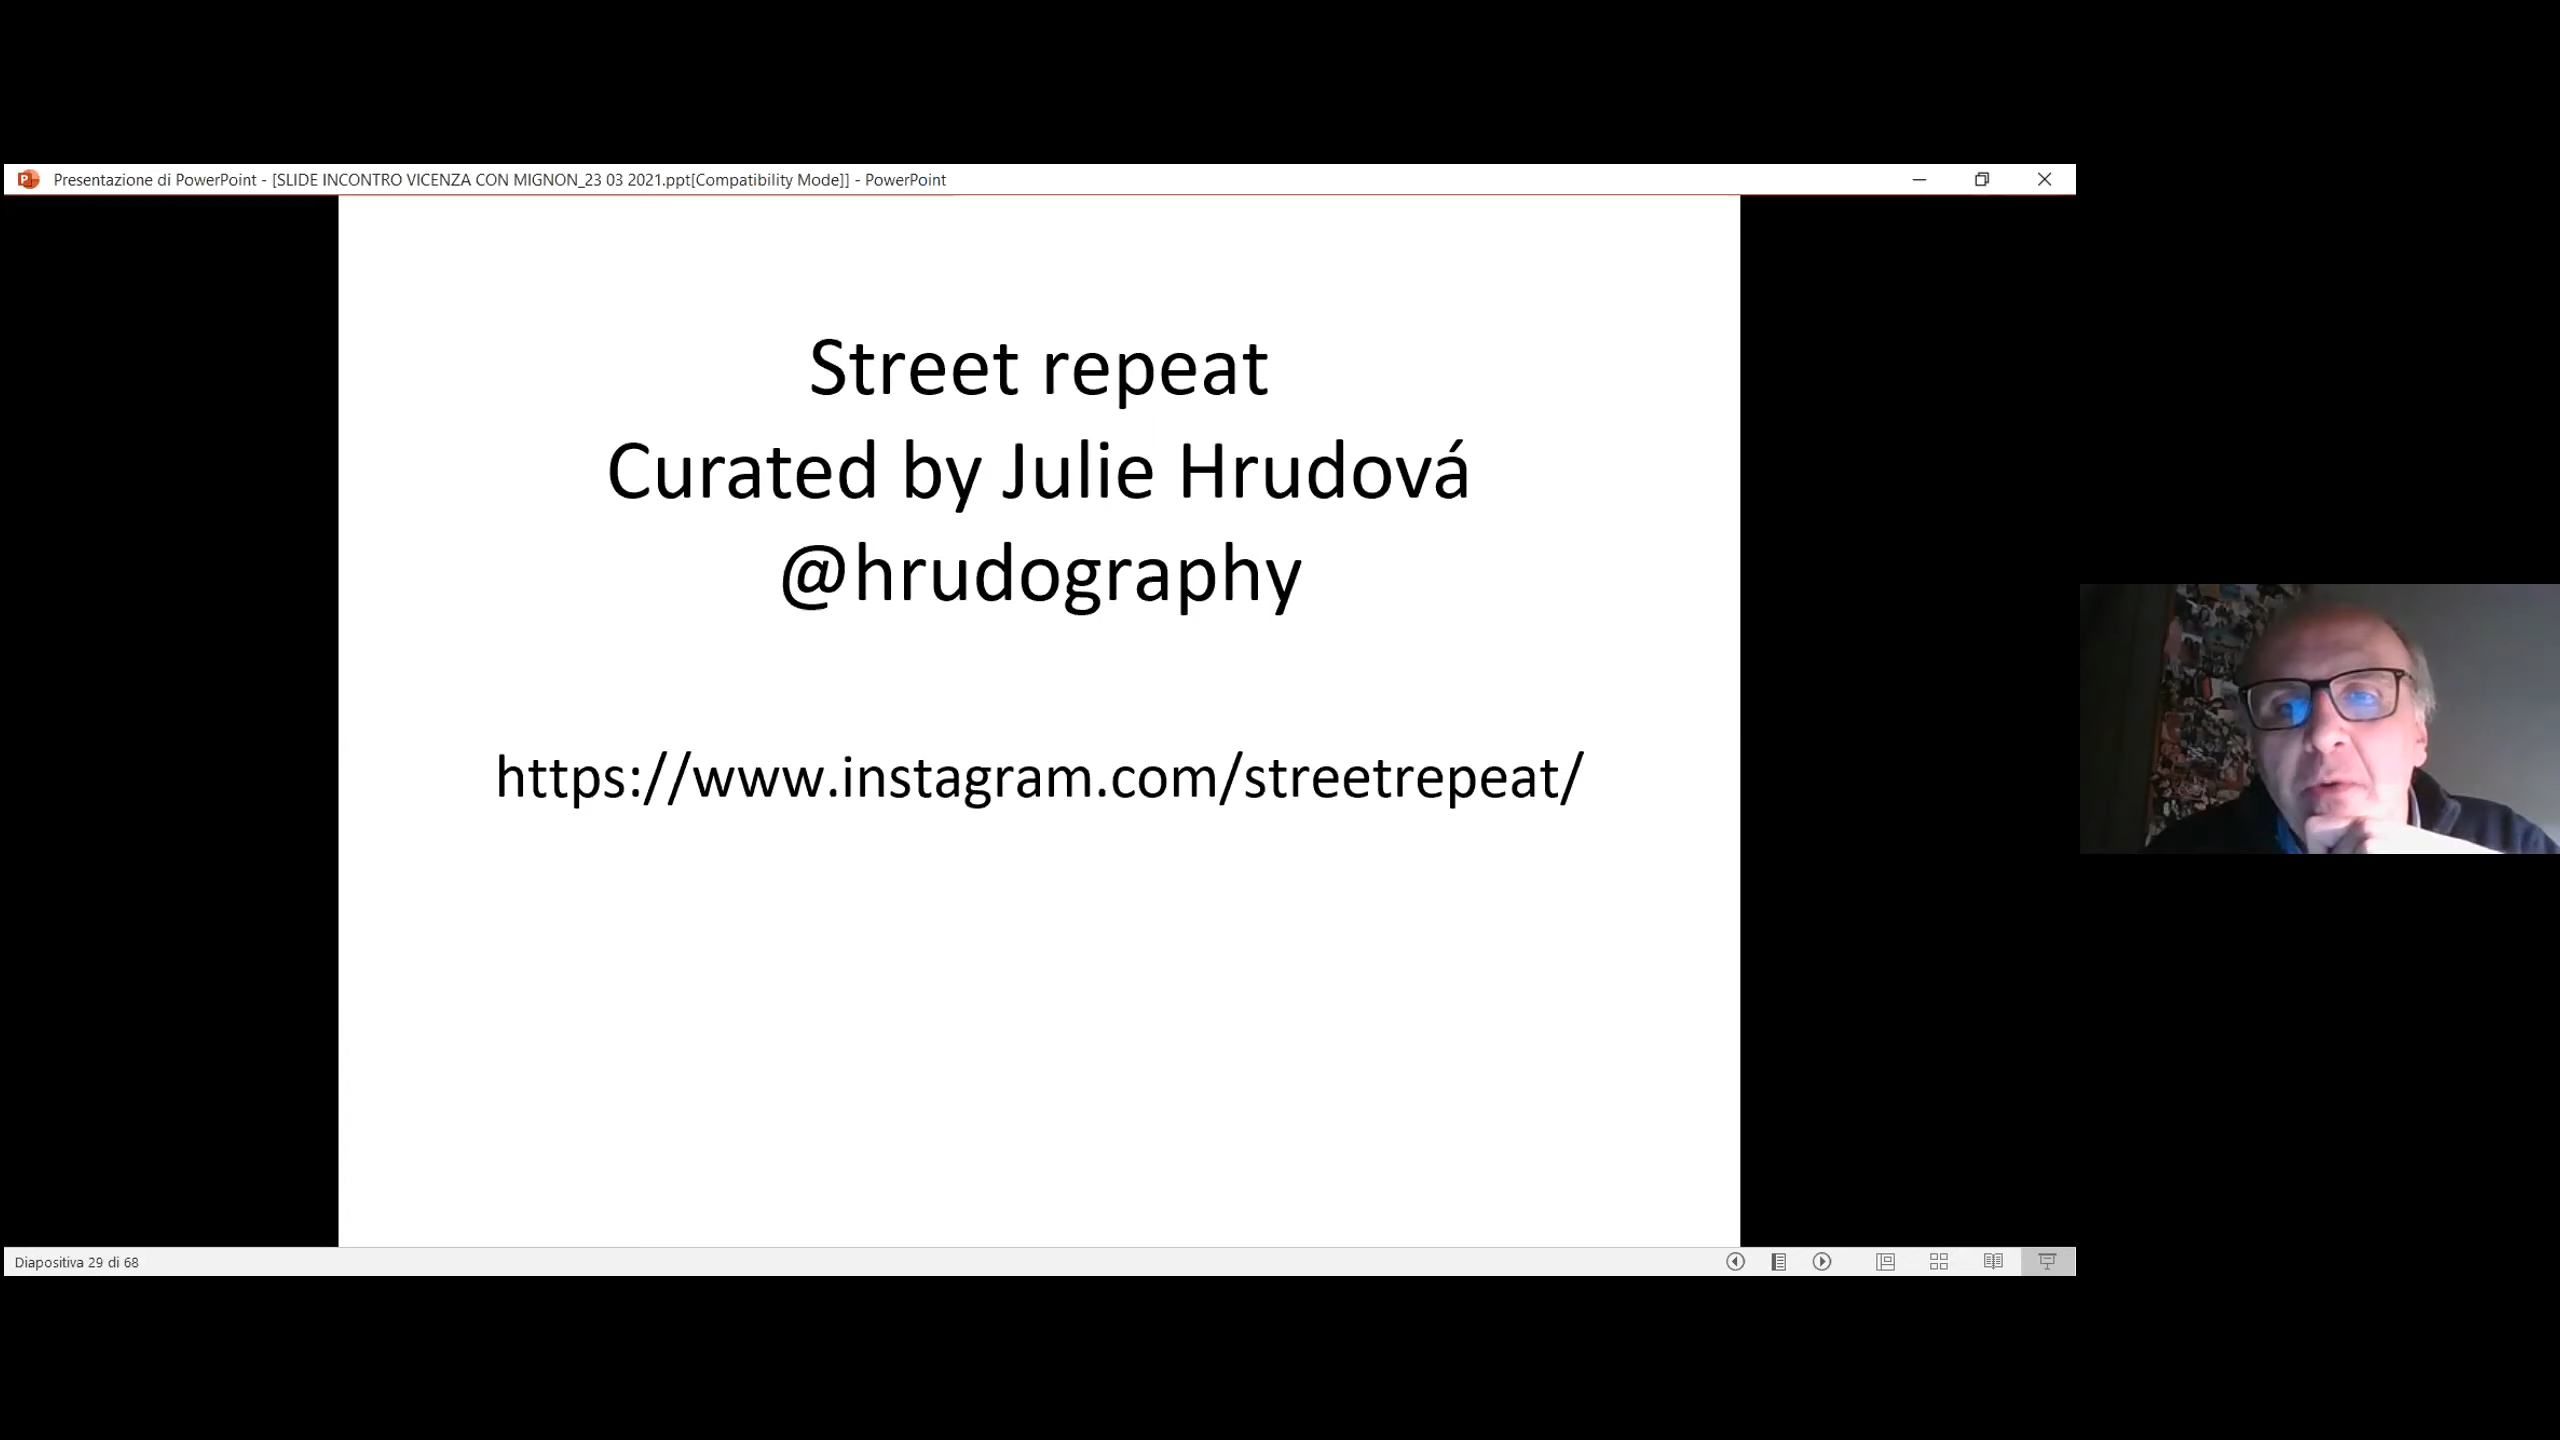 Presentazione di PowerPoint - [SLIDE INCONTRO VICENZA CON MIGNON_23 03 2021.ppt[Compatibility Mode]] - PowerPoint
Street repeat
Curated by Julie Hrudová
@hrudography
https://www.instagram.com/streetrepeat/
Diapositiva 29 di 68